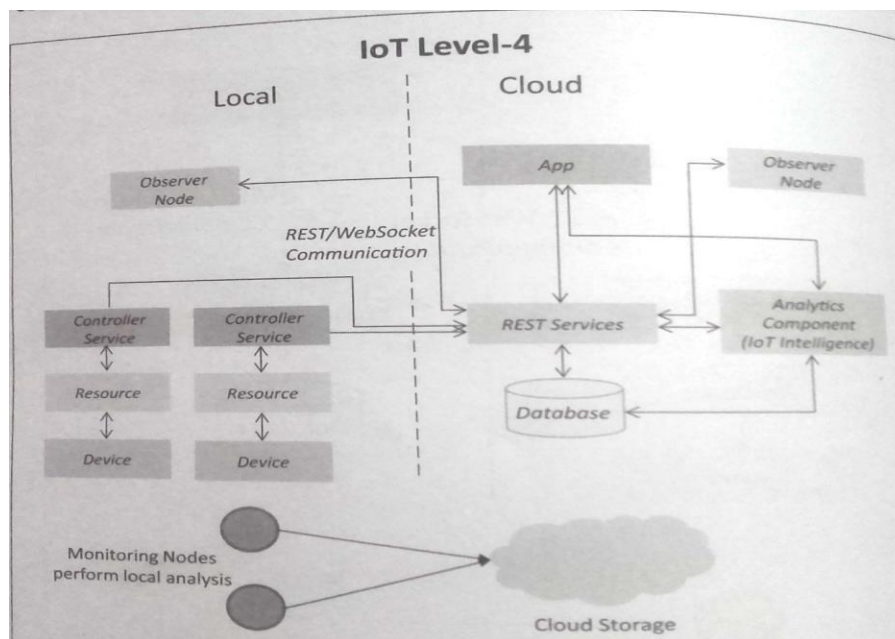 IoT Level-4
Local
Cloud
Observer
Node
App
Observer
Node
REST/WebSocket
Communication
Controller
Service
Controller
Service
REST Services
Analytics
Component
(IoT Intelligence)
Resource
Resource
Database
Device
Device
Monitoring Nodes
perform local analysis
Cloud Storage